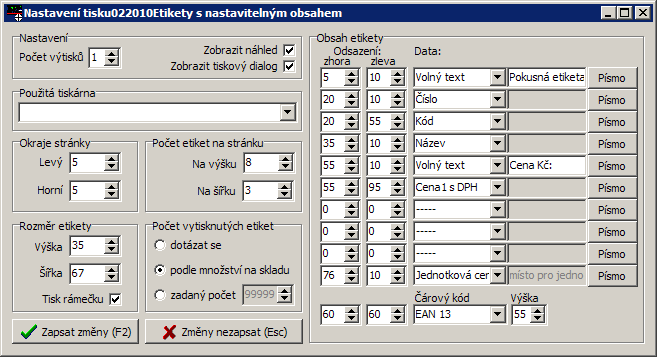 Nastavení tisku022010Etikety s nastavitelným obsahem
Nastavení
Počet výtisků 1
Zobrazit náhled
Zobrazit tiskový dialog
Použitá tiskárna
Okraje stránky
Levý 5
Horní 5
Počet etiket na stránku
Na výšku 8
Na šířku 3
Rozměr etikety
Výška 35
Šířka 67
Tisk rámečku
Počet vytisknutých etiket
dotázat se
podle množství na skladu
zadaný počet 99999
Zapsat změny (F2)
Změny nezapsat (Esc)
Obsah etikety
Odsazení: Data:
zhora zleva
5 10 Volný text Pokusná etiketa Písmo
20 10 Číslo Písmo
20 55 Kód Písmo
35 10 Název Písmo
55 10 Volný text Cena Kč: Písmo
55 95 Cena1 s DPH Písmo
0 0 ----- Písmo
0 0 ----- Písmo
0 0 ----- Písmo
76 10 Jednotková cer místo pro jedno Písmo
Čárový kód Výška
60 60 EAN 13 55